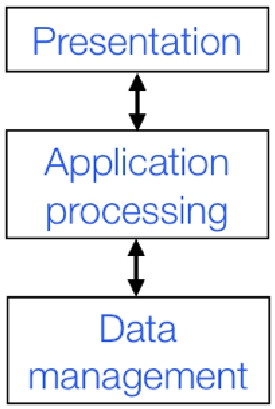 Presentation
Application
processing
Data
management